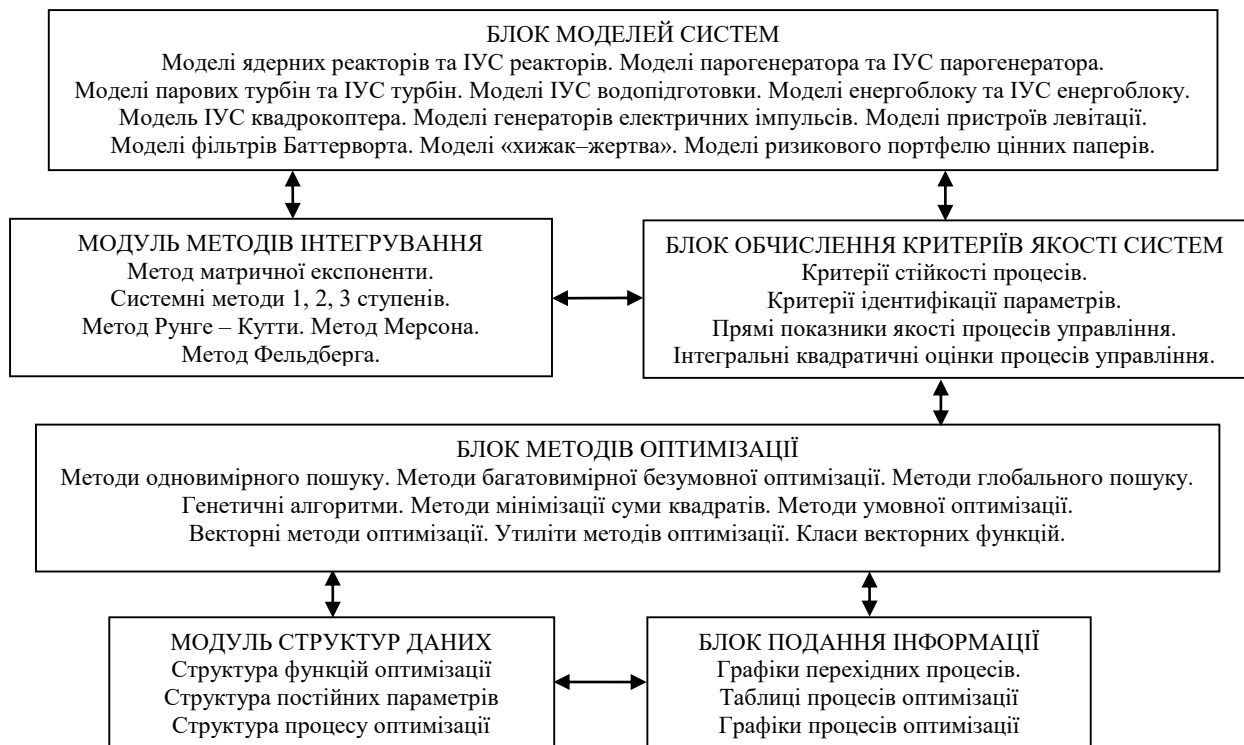 БЛОК МОДЕЛЕЙ СИСТЕМ
Моделі ядерних реакторів та ІУС реакторів. Моделі парогенератора та ІУС парогенератора.
Моделі парових турбін та ІУС турбін. Моделі ІУС водопідготовки. Моделі енергоблоку та ІУС енергоблоку.
Модель ІУС квадрокоптера. Моделі генераторів електричних імпульсів. Моделі пристроїв левітації.
Моделі фільтрів Баттерворта. Моделі «хижак–жертва». Моделі ризикового портфелю цінних паперів.
МОДУЛЬ МЕТОДІВ ІНТЕГРУВАННЯ
Метод матричної експоненти.
Системні методи 1, 2, 3 ступенів.
Метод Рунге – Кутти. Метод Мерсона.
Метод Фельдберга.
БЛОК ОБЧИСЛЕННЯ КРИТЕРІЇВ ЯКОСТІ СИСТЕМ
Критерії стійкості процесів.
Критерії ідентифікації параметрів.
Прямі показники якості процесів управління.
Інтегральні квадратичні оцінки процесів управління.
БЛОК МЕТОДІВ ОПТИМІЗАЦІЇ
Методи одновимірного пошуку. Методи багатовимірної безумовної оптимізації. Методи глобального пошуку.
Генетичні алгоритми. Методи мінімізації суми квадратів. Методи умовної оптимізації.
Векторні методи оптимізації. Утиліти методів оптимізації. Класи векторних функцій.
МОДУЛЬ СТРУКТУР ДАНИХ
Структура функцій оптимізації
Структура постійних параметрів
Структура процесу оптимізації
БЛОК ПОДАННЯ ІНФОРМАЦІЇ
Графіки перехідних процесів.
Таблиці процесів оптимізації
Графіки процесів оптимізації